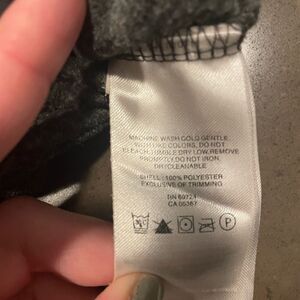 MACHINE WASH COLD GENTLE
WITH LIKE COLORS, DO NOT
BLEACH, TUMBLE DRY LOW, REMOVE
PROMPTLY, DO NOT IRON,
DRYCLEANABLE
SHELL: 100% POLYESTER
EXCLUSIVE OF TRIMMING
RN 69724
CA 05367
P